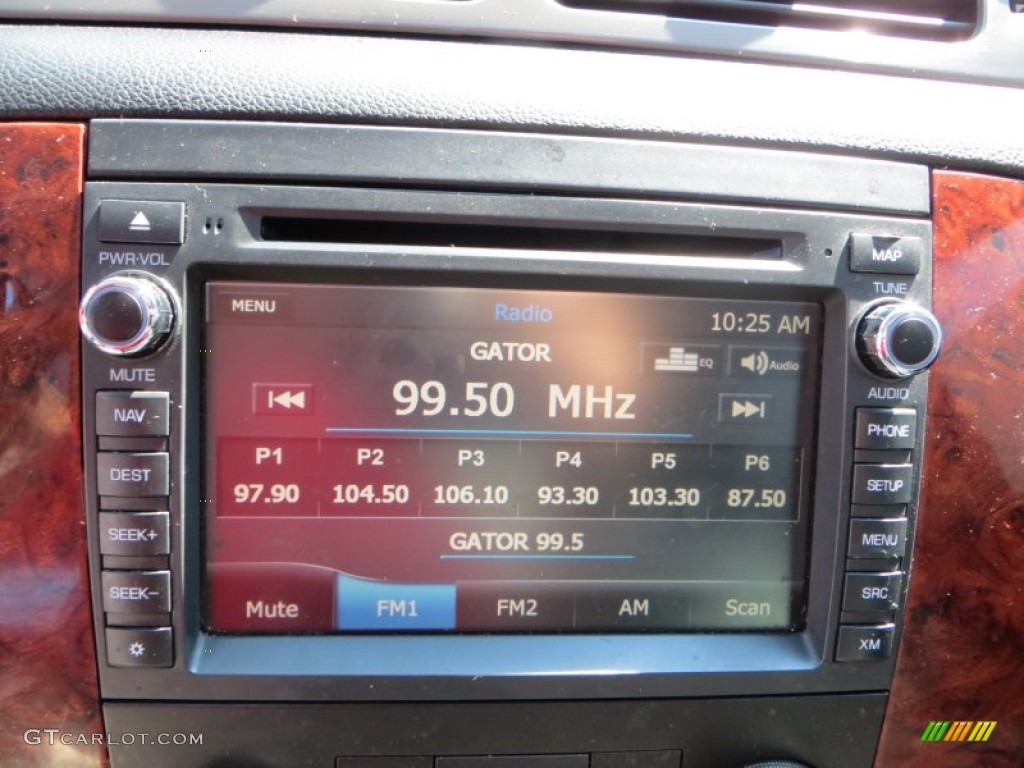 PWR·VOL
MAP
TUNE
MENU
Radio
10:25 AM
GATOR
EQ
Audio
MUTE
99.50 MHz
AUDIO
NAV
PHONE
P1 P2 P3 P4 P5 P6
97.90 104.50 106.10 93.30 103.30 87.50
DEST
SETUP
SEEK+
GATOR 99.5
MENU
SEEK-
SRC
Mute FM1 FM2 AM Scan
XM
GTCARLOT.COM